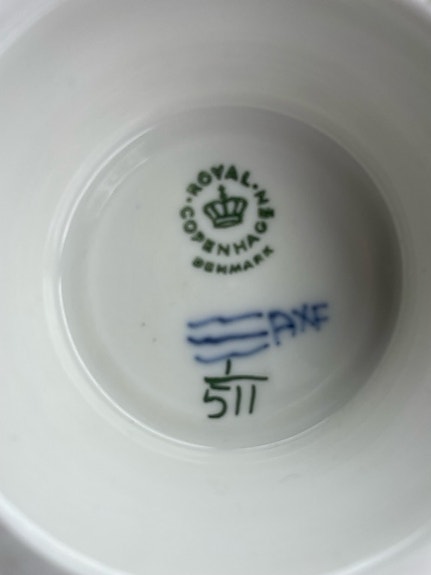 ROYAL COPENHAGEN
DENMARK
AXF
1
511